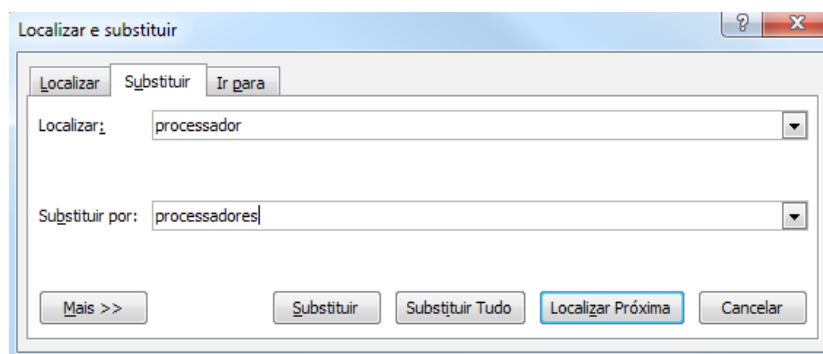 Localizar e substituir
Localizar Substituir Ir para
Localizar: processador
Substituir por: processadores
Mais >> Substituir Substituir Tudo Localizar Próxima Cancelar